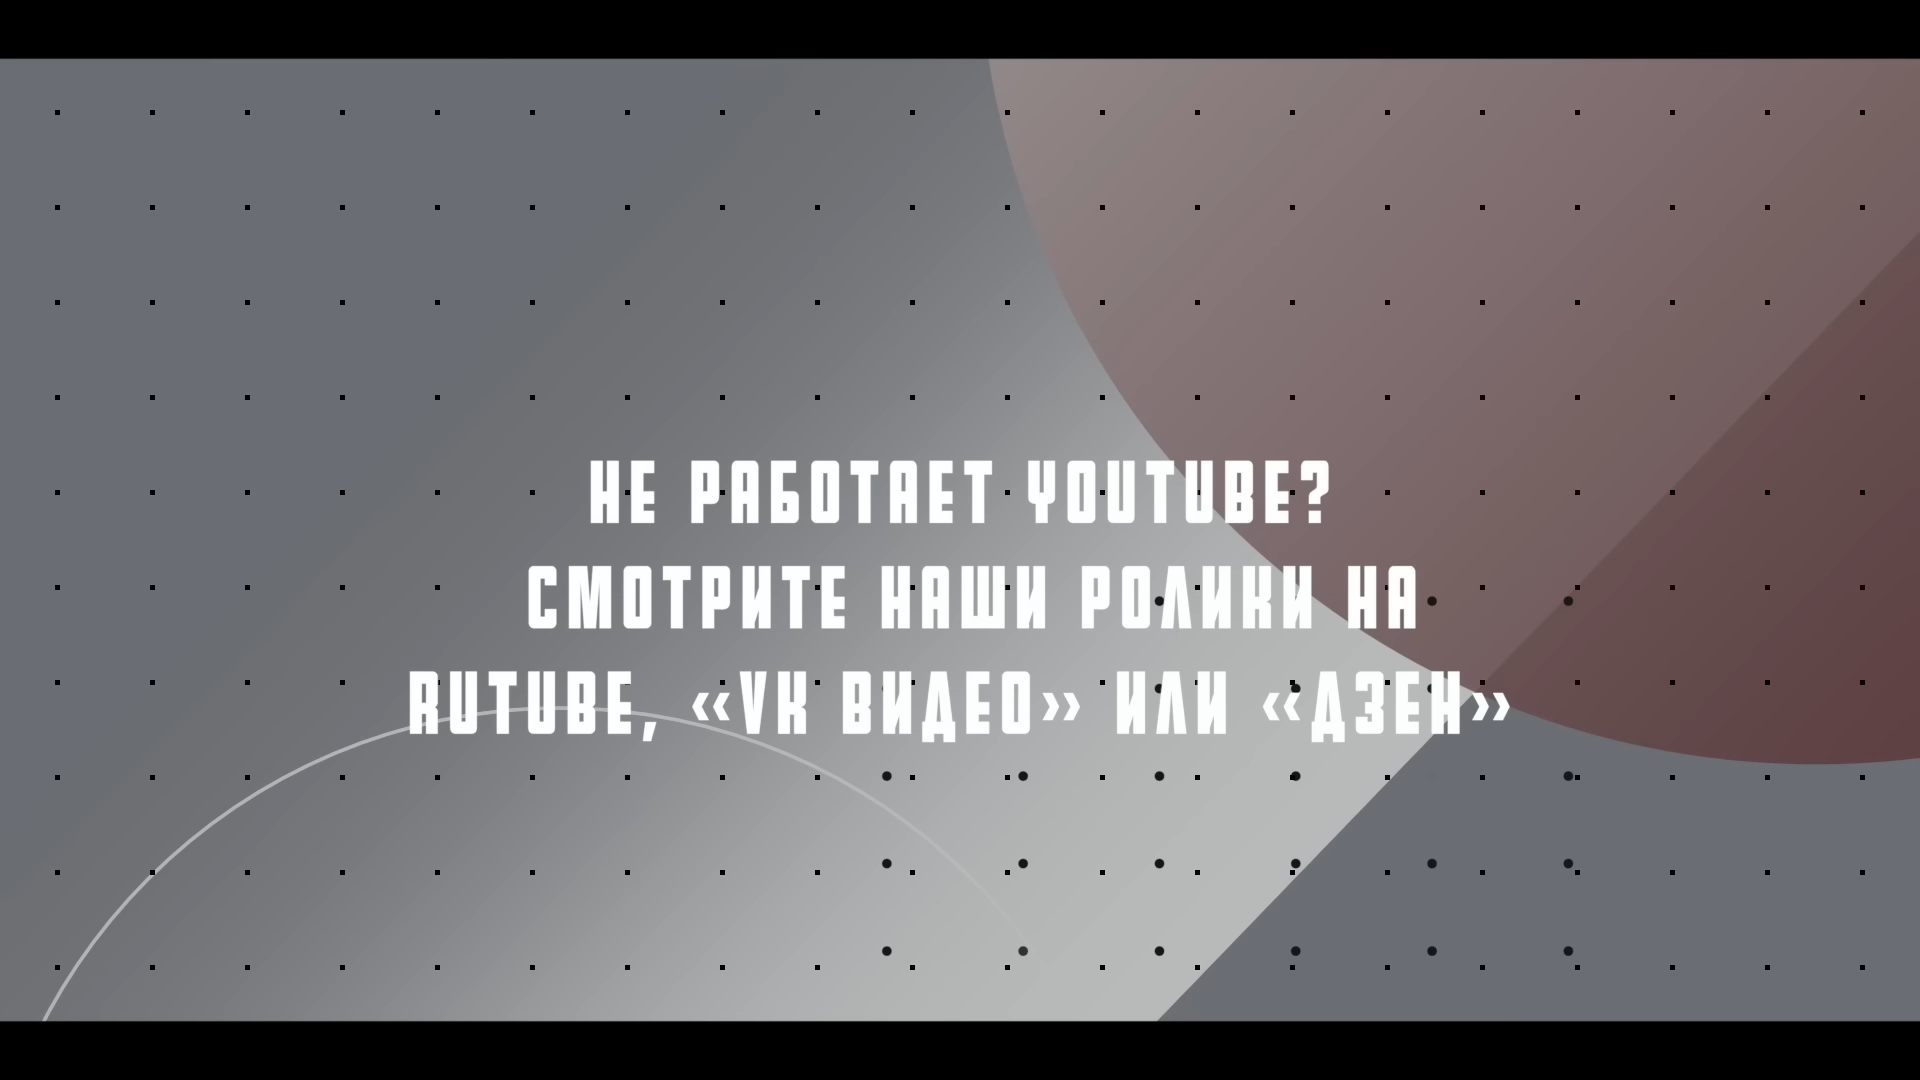 НЕ РАБОТАЕТ YOUTUBE?
СМОТРИТЕ НАШИ РОЛИКИ НА
RUTUBE, «VK ВИДЕО» ИЛИ «ДЗЕН»